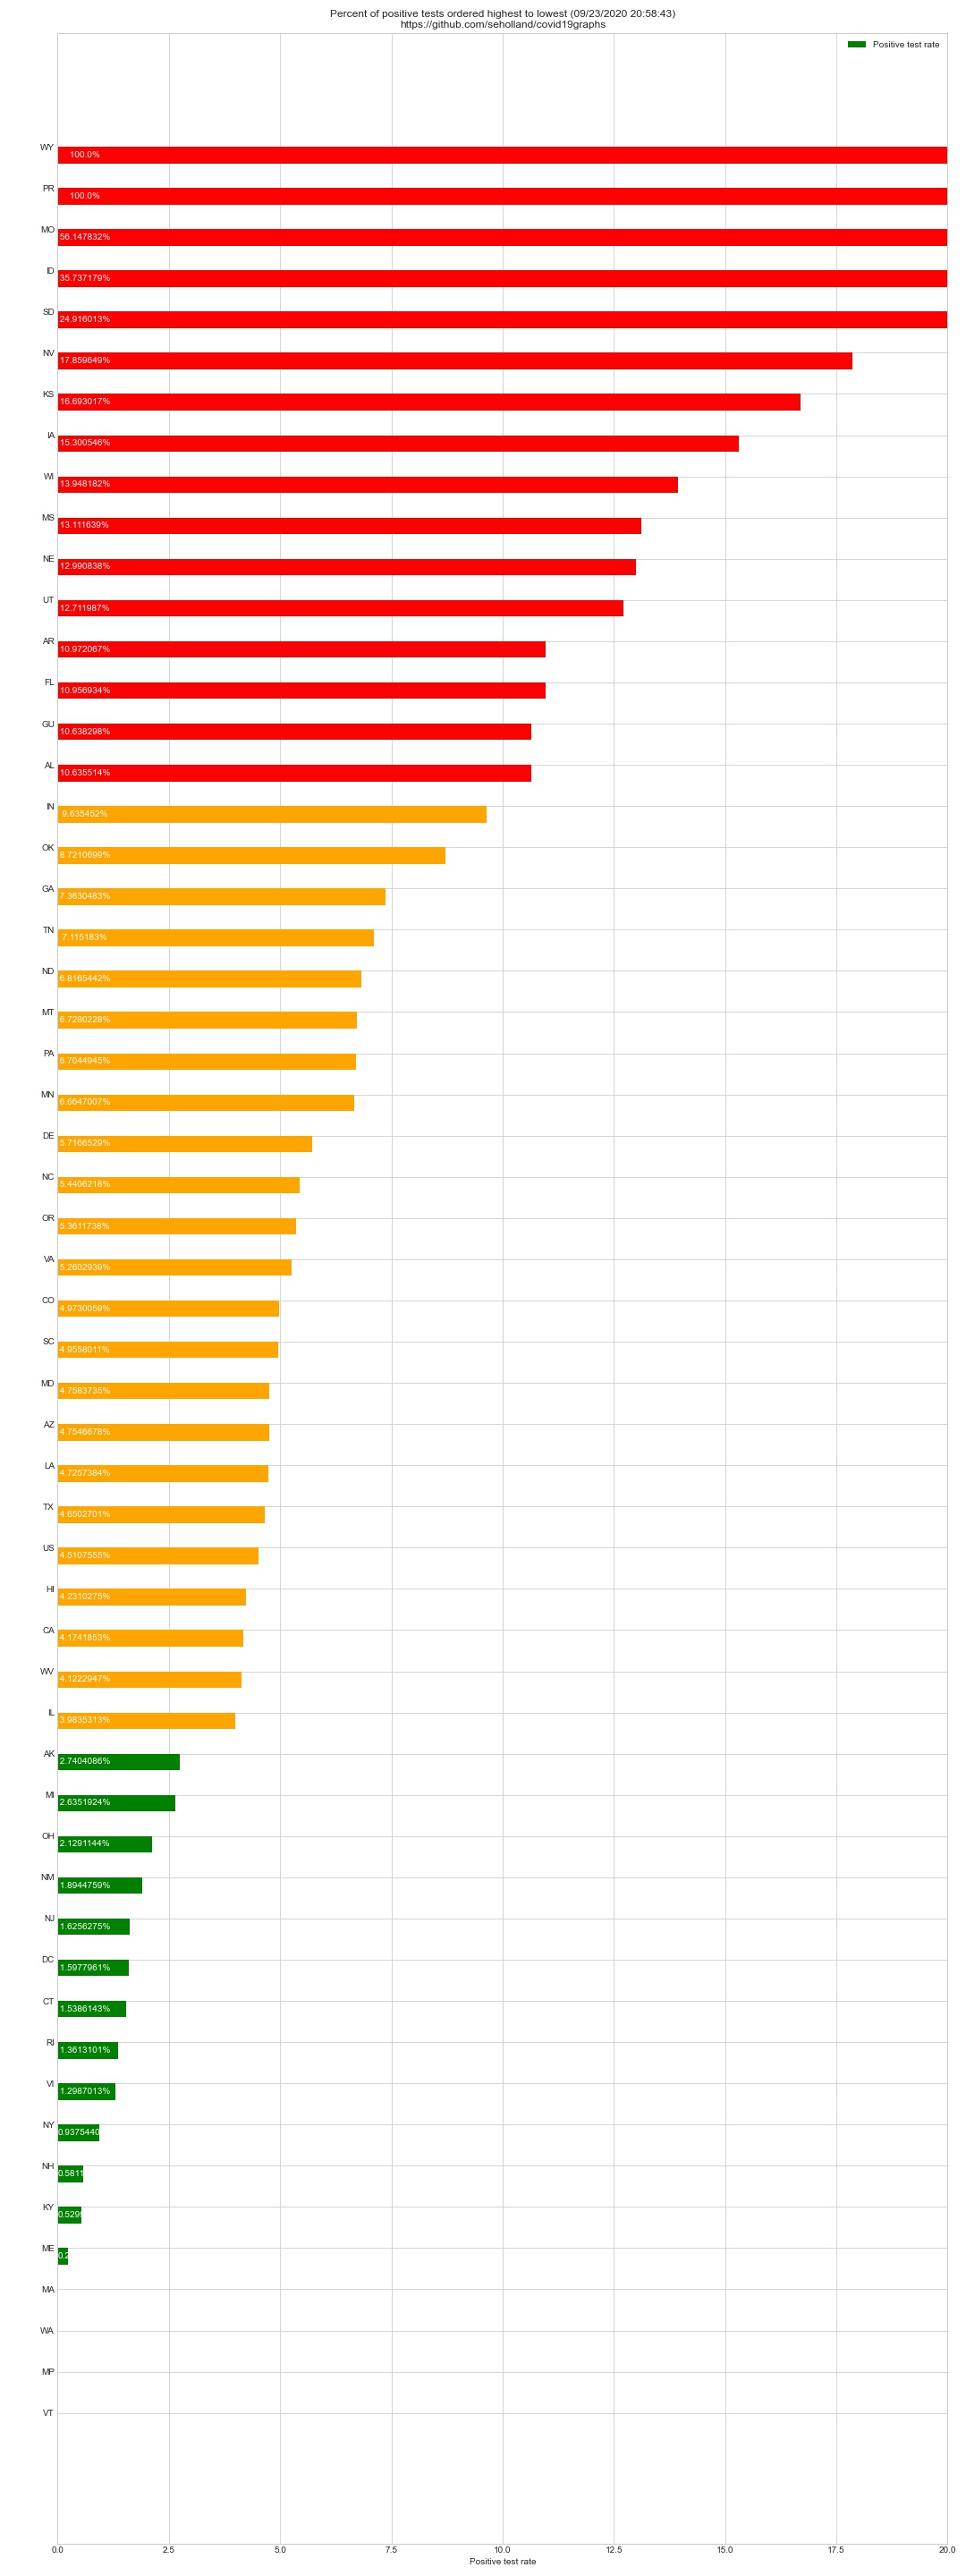 Percent of positive tests ordered highest to lowest (09/23/2020 20:58:43)
https://github.com/seholland/covid19graphs
Positive test rate
WY 100.0%
PR 100.0%
MO 56.147832%
ID 35.737179%
SD 24.916013%
NV 17.859649%
KS 16.693017%
IA 15.300546%
WI 13.948182%
MS 13.111639%
NE 12.990838%
UT 12.711987%
AR 10.972067%
FL 10.956934%
GU 10.638298%
AL 10.635514%
IN 9.635452%
OK 8.7210699%
GA 7.3630483%
TN 7.115183%
ND 6.8165442%
MT 6.7280228%
PA 6.7044945%
MN 6.6647007%
DE 5.7166529%
NC 5.4406218%
OR 5.3611738%
VA 5.2602939%
CO 4.9730059%
SC 4.9558011%
MD 4.7583735%
AZ 4.7546678%
LA 4.7257384%
TX 4.6502701%
US 4.5107555%
HI 4.2310275%
CA 4.1741853%
WV 4.1222947%
IL 3.9835313%
AK 2.7404086%
MI 2.6351924%
OH 2.1291144%
NM 1.8944759%
NJ 1.6256275%
DC 1.5977961%
CT 1.5386143%
RI 1.3613101%
VI 1.2987013%
NY 0.9375440
NH 0.5811
KY 0.529
ME 0.2
MA
WA
MP
VT
0.0 2.5 5.0 7.5 10.0 12.5 15.0 17.5 20.0
Positive test rate